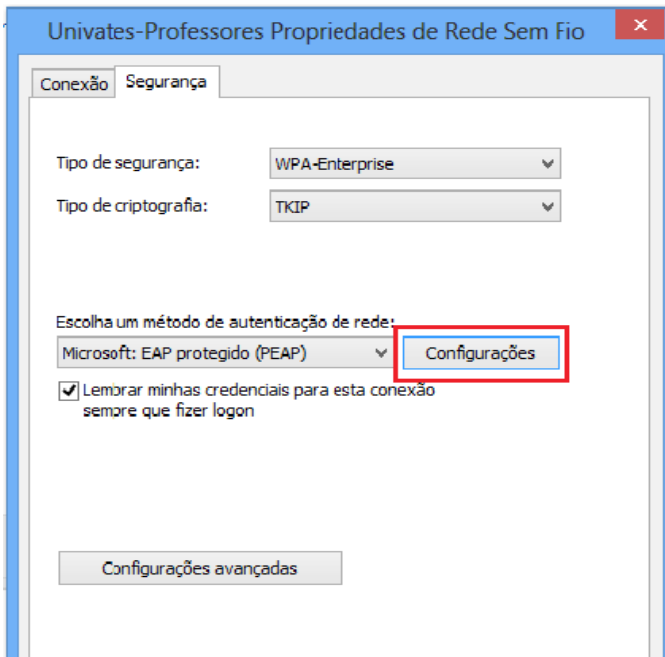 Univates-Professores Propriedades de Rede Sem Fio
Conexão
Segurança
Tipo de segurança:
WPA-Enterprise
Tipo de criptografia:
TKIP
Escolha um método de autenticação de rede:
Microsoft: EAP protegido (PEAP)
Configurações
Lembrar minhas credenciais para esta conexão
sempre que fizer logon
Configurações avançadas